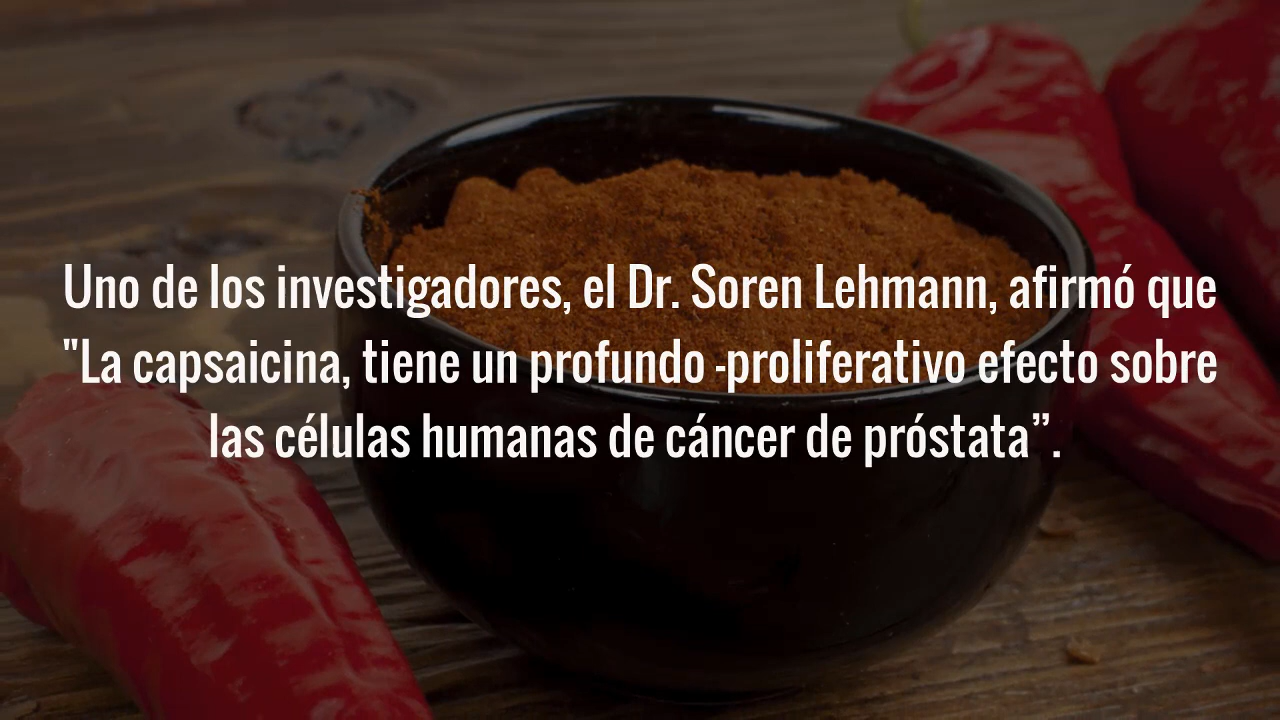 Uno de los investigadores, el Dr. Soren Lehmann, afirmó que
"La capsaicina, tiene un profundo -proliferativo efecto sobre
las células humanas de cáncer de próstata”.